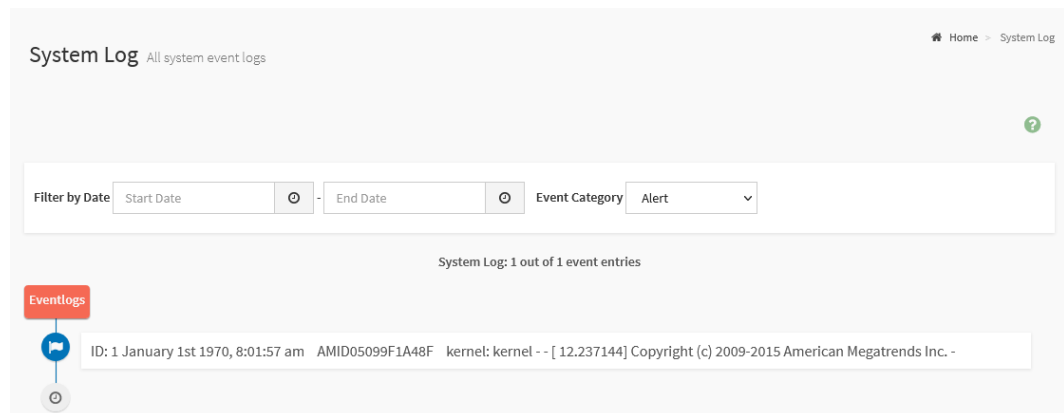 Home > System Log
System Log All system event logs
Filter by Date Start Date - End Date Event Category Alert
System Log: 1 out of 1 event entries
Eventlogs
ID: 1 January 1st 1970, 8:01:57 am AMID05099F1A48F kernel: kernel - - [ 12.237144] Copyright (c) 2009-2015 American Megatrends Inc. -